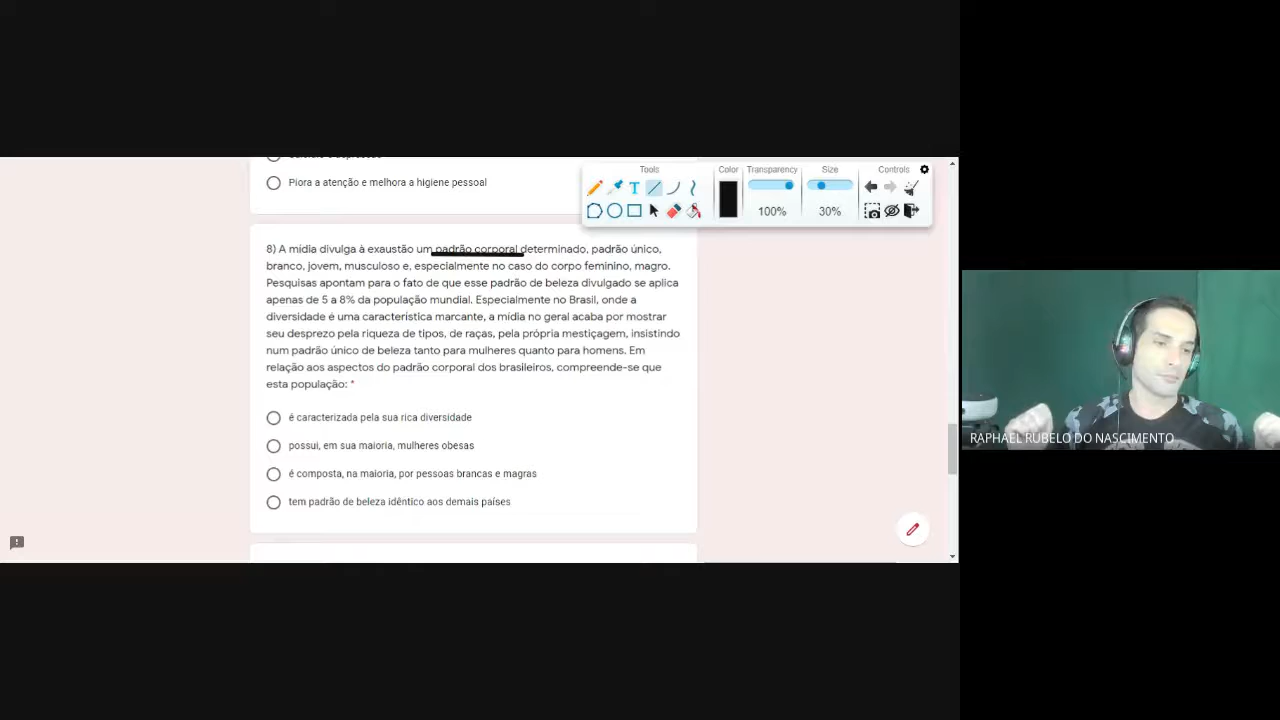 Piora a atenção e melhora a higiene pessoal
Tools
Color
Transparency
Size
Controls
T
100%
30%
8) A mídia divulga à exaustão um padrão corporal determinado, padrão único,
branco, jovem, musculoso e, especialmente no caso do corpo feminino, magro.
Pesquisas apontam para o fato de que esse padrão de beleza divulgado se aplica
apenas de 5 a 8% da população mundial. Especialmente no Brasil, onde a
diversidade é uma característica marcante, a mídia no geral acaba por mostrar
seu desprezo pela riqueza de tipos, de raças, pela própria mestiçagem, insistindo
num padrão único de beleza tanto para mulheres quanto para homens. Em
relação aos aspectos do padrão corporal dos brasileiros, compreende-se que
esta população: *
é caracterizada pela sua rica diversidade
possui, em sua maioria, mulheres obesas
é composta, na maioria, por pessoas brancas e magras
tem padrão de beleza idêntico aos demais países
RAPHAEL RUBELO DO NASCIMENTO